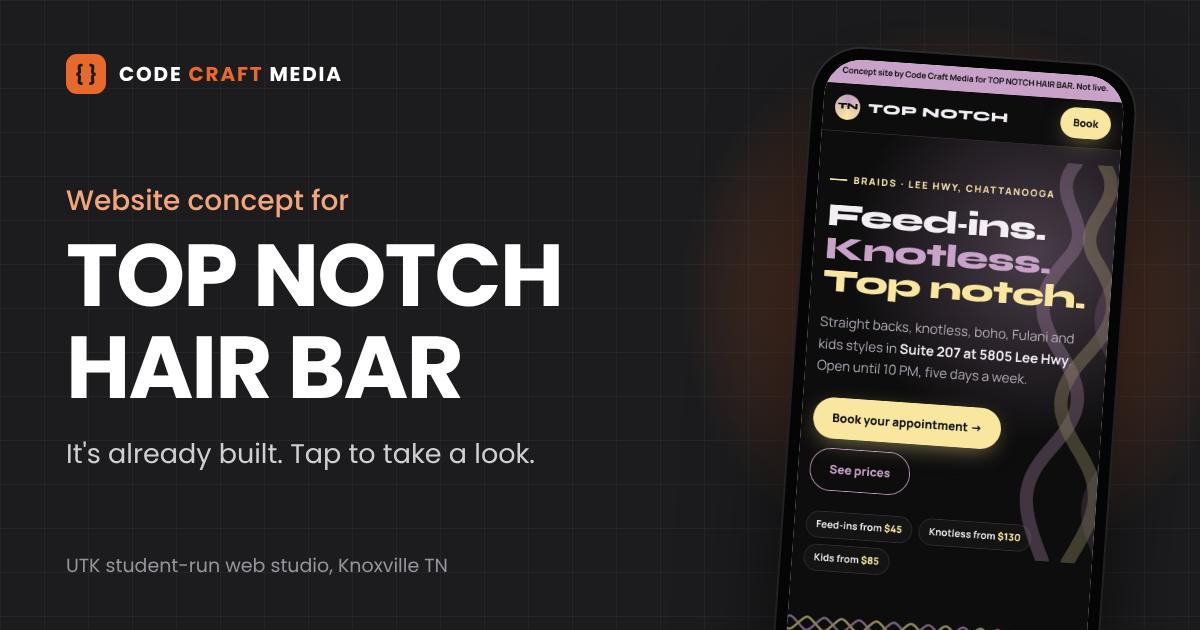 { } CODE CRAFT MEDIA
Website concept for
TOP NOTCH
HAIR BAR
It's already built. Tap to take a look.
UTK student-run web studio, Knoxville TN
Concept site by Code Craft Media for TOP NOTCH HAIR BAR. Not live.
TN TOP NOTCH Book
BRAIDS · LEE HWY, CHATTANOOGA
Feed-ins.
Knotless.
Top notch.
Straight backs, knotless, boho, Fulani and
kids styles in Suite 207 at 5805 Lee Hwy.
Open until 10 PM, five days a week.
Book your appointment →
See prices
Feed-ins from $45 Knotless from $130
Kids from $85